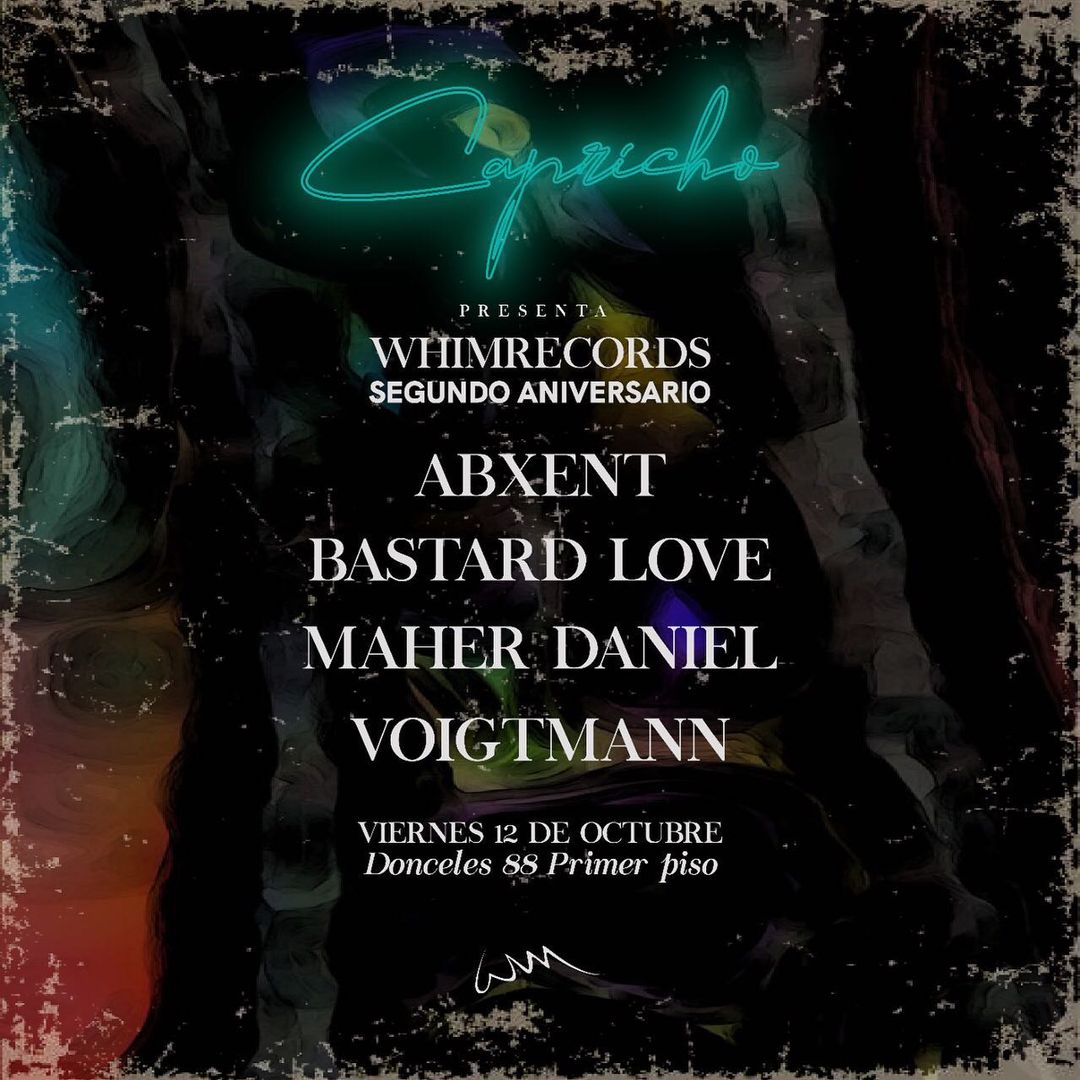 Capricho
PRESENTA
WHIMRECORDS
SEGUNDO ANIVERSARIO
ABXENT
BASTARD LOVE
MAHER DANIEL
VOIGTMANN
VIERNES 12 DE OCTUBRE
Donceles 88 Primer piso